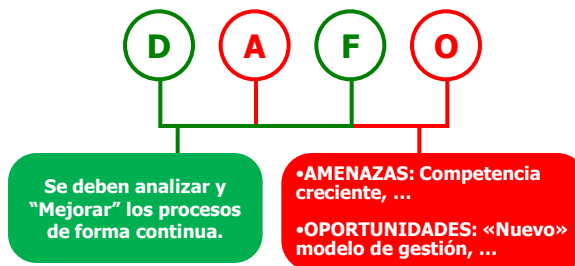 D A F O
Se deben analizar y
“Mejorar” los procesos
de forma continua.
•AMENAZAS: Competencia
creciente, ...
•OPORTUNIDADES: «Nuevo»
modelo de gestión, ...